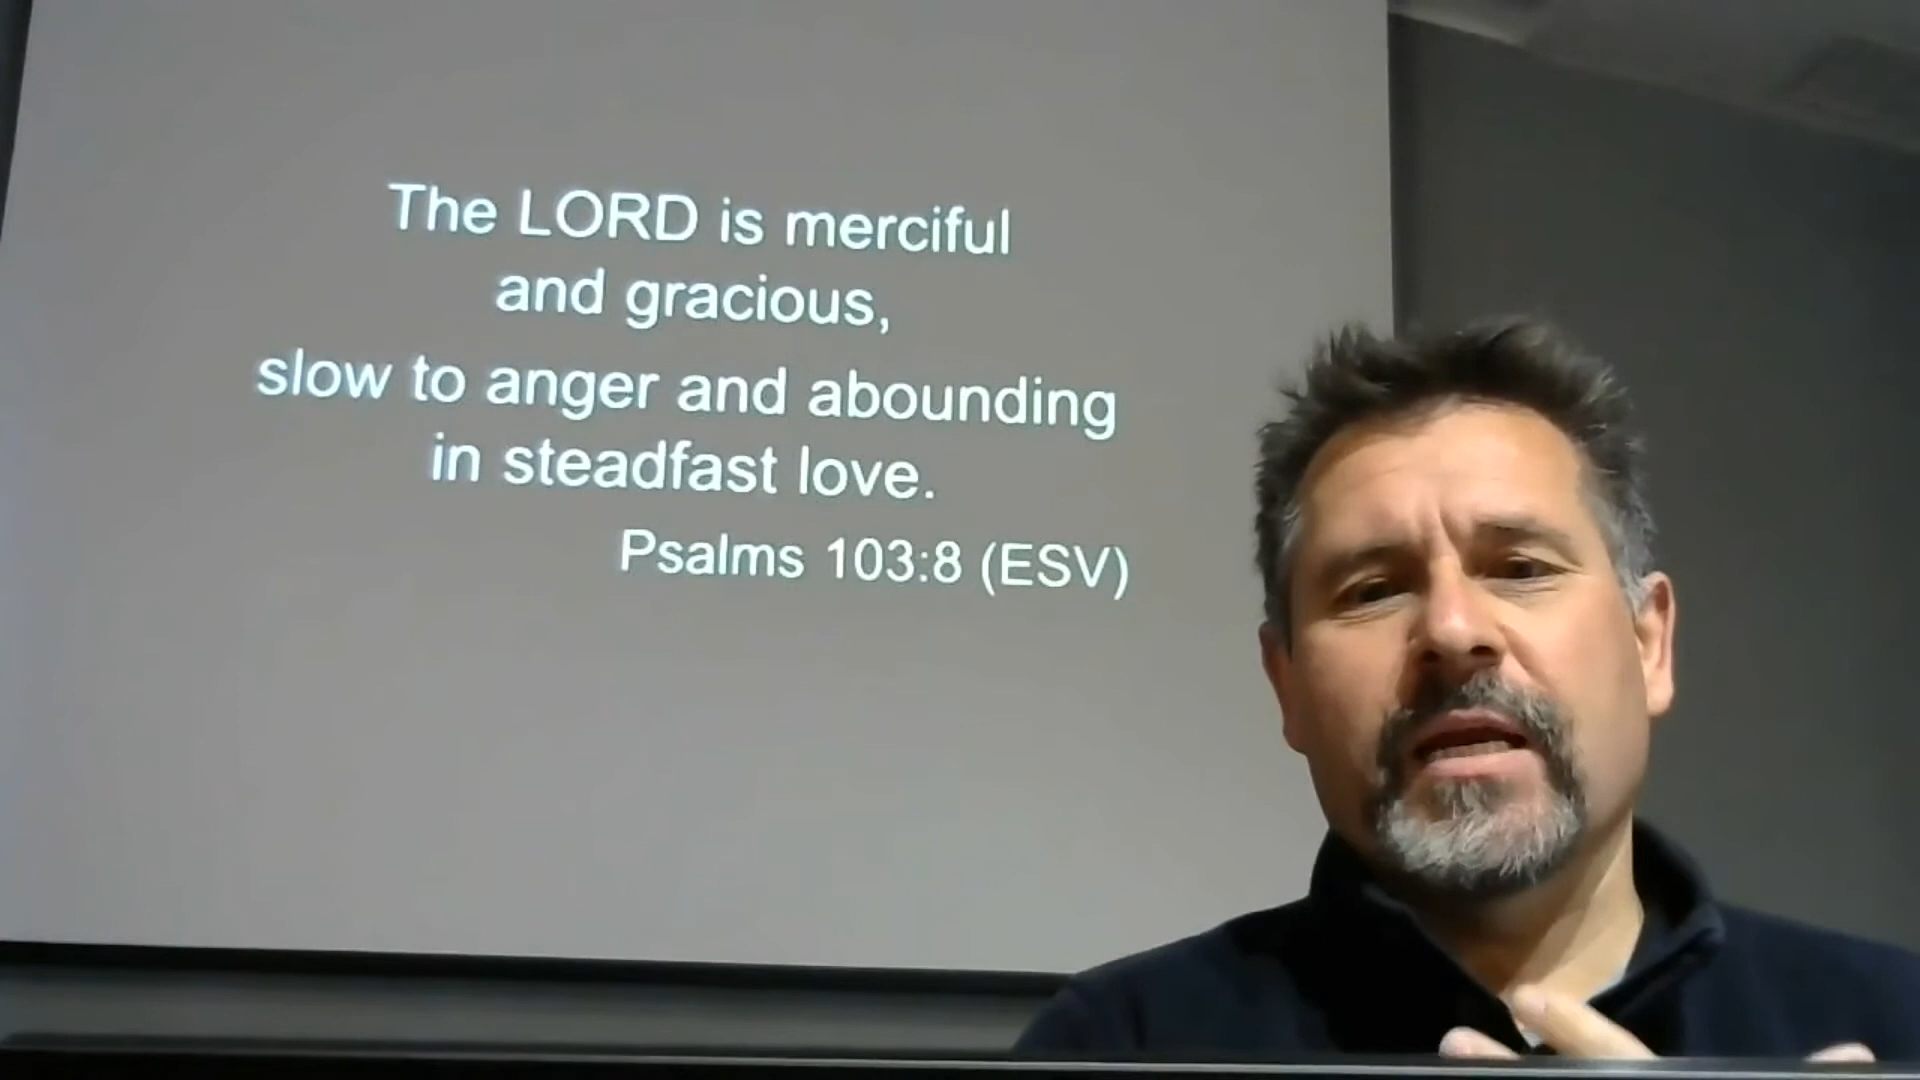 The LORD is merciful
and gracious,
slow to anger and abounding
in steadfast love.
Psalms 103:8 (ESV)